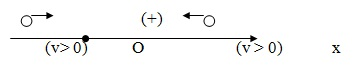 (+)
(v> 0) O (v> 0) x